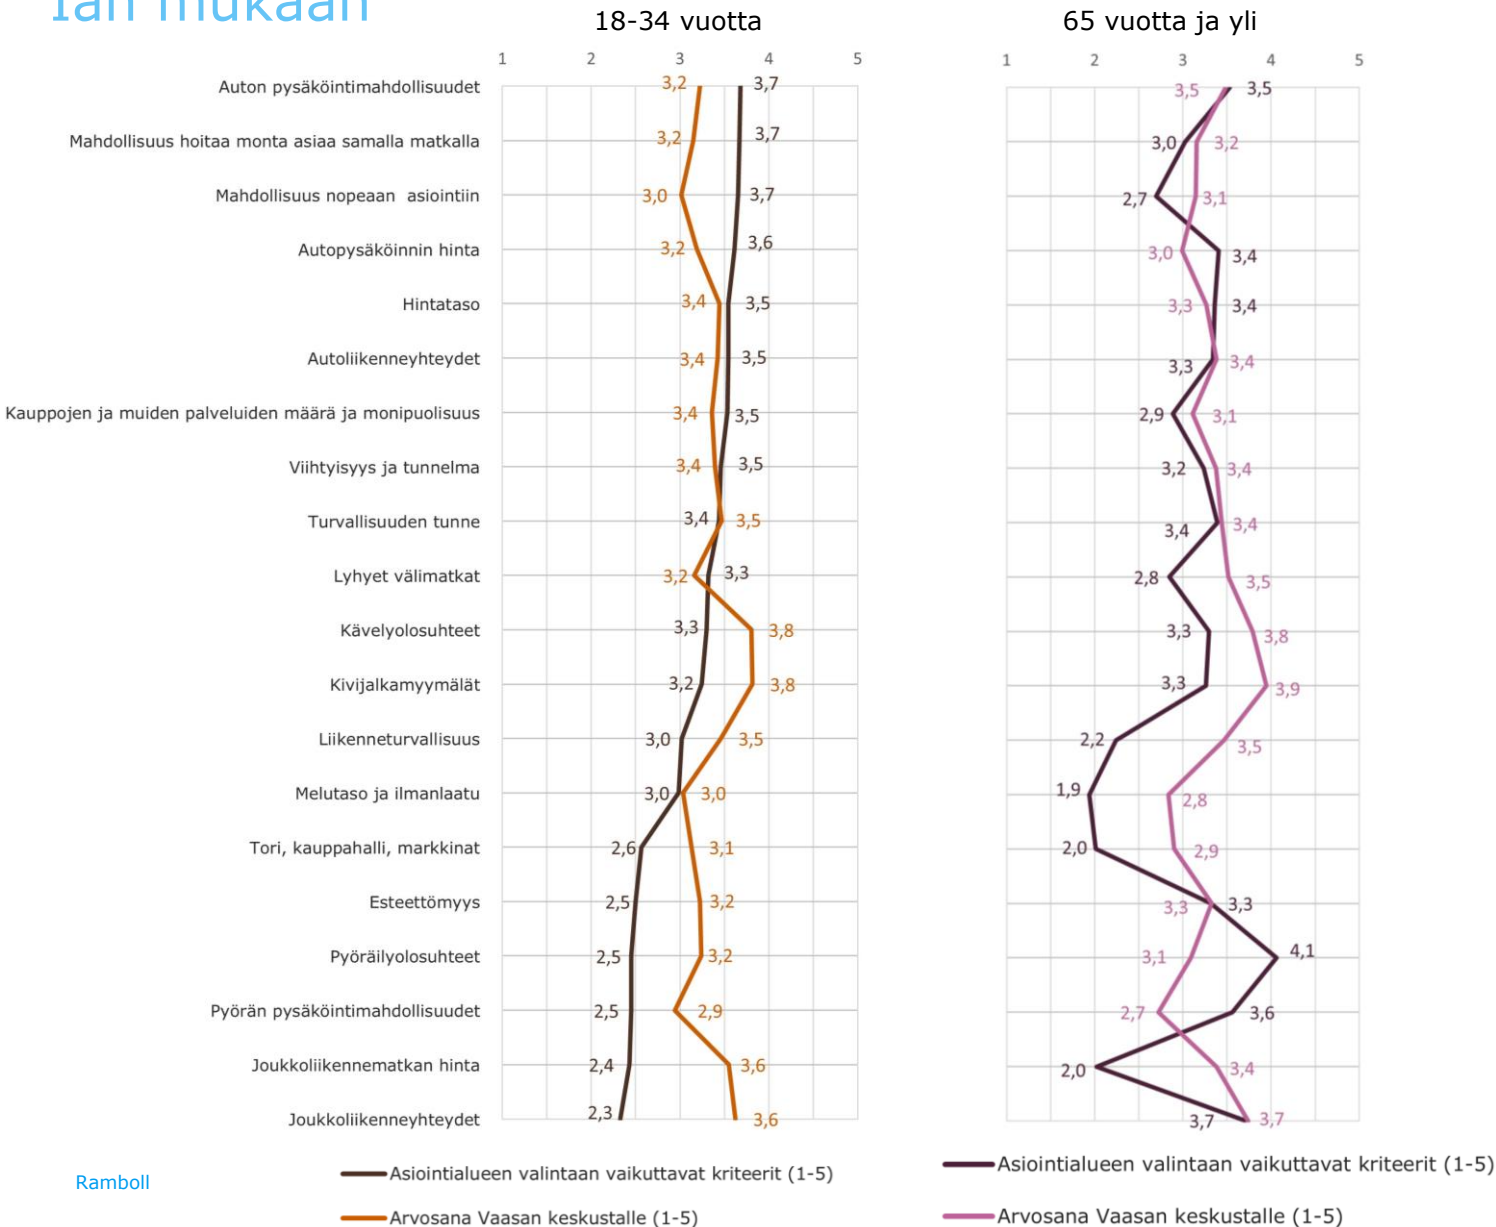 Iän mukaan
18-34 vuotta
65 vuotta ja yli
1 2 3 4 5
1 2 3 4 5
Auton pysäköintimahdollisuudet 3,2 3,7 3,5 3,5
Mahdollisuus hoitaa monta asiaa samalla matkalla 3,2 3,7 3,0 3,2
Mahdollisuus nopeaan asiointiin 3,0 3,7 2,7 3,1
Autopysäköinnin hinta 3,2 3,6 3,0 3,4
Hintataso 3,4 3,5 3,3 3,4
Autoliikenneyhteydet 3,4 3,5 3,3 3,4
Kauppojen ja muiden palveluiden määrä ja monipuolisuus 3,4 3,5 2,9 3,1
Viihtyisyys ja tunnelma 3,4 3,5 3,2 3,4
Turvallisuuden tunne 3,4 3,5 3,4 3,4
Lyhyet välimatkat 3,2 3,3 2,8 3,5
Kävelyolosuhteet 3,3 3,8 3,3 3,8
Kivijalkamyymälät 3,2 3,8 3,3 3,9
Liikenneturvallisuus 3,0 3,5 2,2 3,5
Melutaso ja ilmanlaatu 3,0 3,0 1,9 2,8
Tori, kauppahalli, markkinat 2,6 3,1 2,0 2,9
Esteettömyys 2,5 3,2 3,3 3,3
Pyöräilyolosuhteet 2,5 3,2 3,1 4,1
Pyörän pysäköintimahdollisuudet 2,5 2,9 2,7 3,6
Joukkoliikennematkan hinta 2,4 3,6 2,0 3,4
Joukkoliikenneyhteydet 2,3 3,6 3,7 3,7
Asiointialueen valintaan vaikuttavat kriteerit (1-5)
Arvosana Vaasan keskustalle (1-5)
Asiointialueen valintaan vaikuttavat kriteerit (1-5)
Arvosana Vaasan keskustalle (1-5)
Ramboll